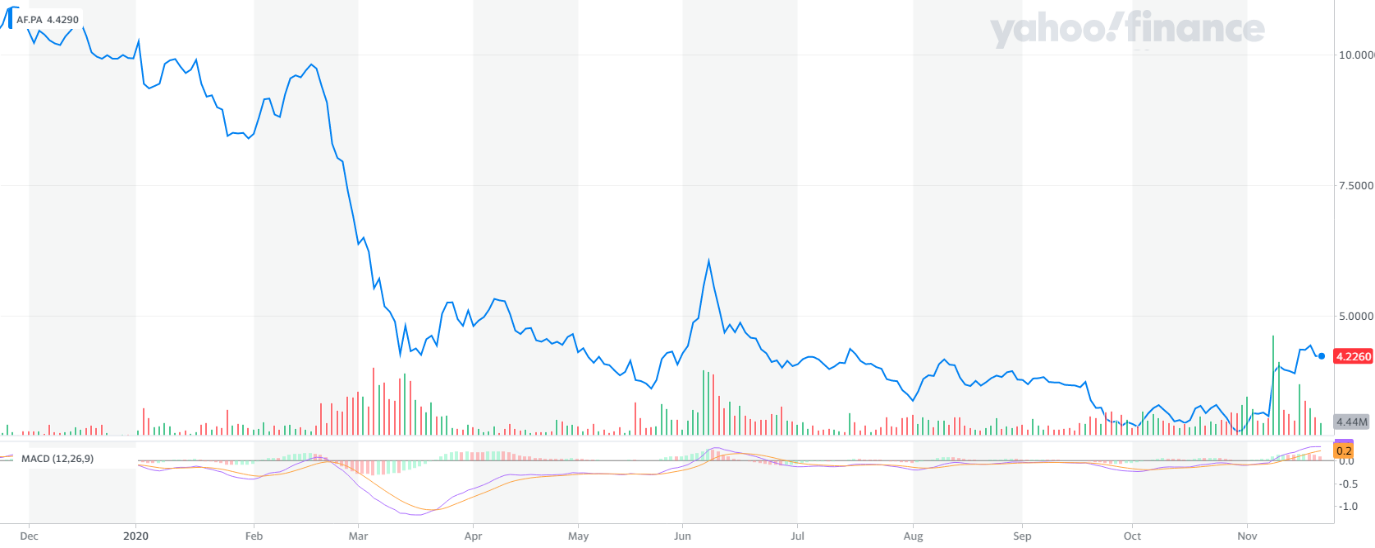 AF.PA 4.4290
yahoo!finance
10.0000
7.5000
5.0000
4.2260
4.44M
MACD (12,26,9)
0.2
0.0
-0.5
-1.0
Dec 2020 Feb Mar Apr May Jun Jul Aug Sep Oct Nov